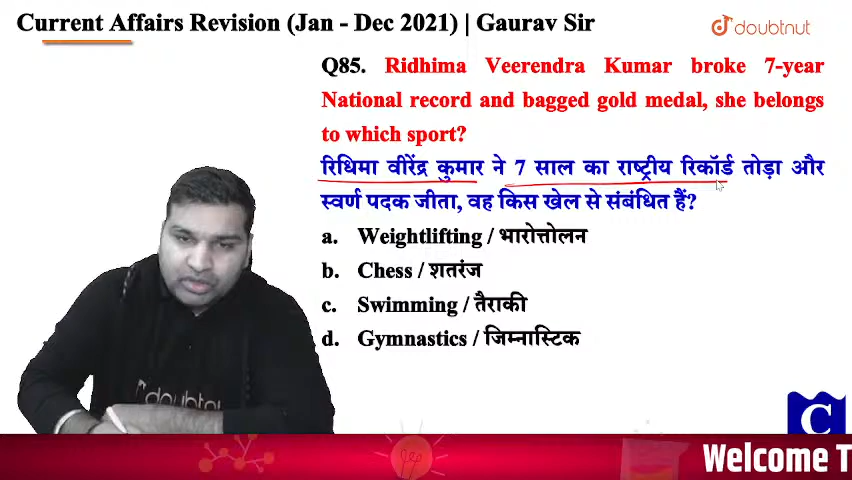 Current Affairs Revision (Jan - Dec 2021) | Gaurav Sir
doubtnut
Q85. Ridhima Veerendra Kumar broke 7-year
National record and bagged gold medal, she belongs
to which sport?
रिधिमा वीरेंद्र कुमार ने 7 साल का राष्ट्रीय रिकॉर्ड तोड़ा और
स्वर्ण पदक जीता, वह किस खेल से संबंधित हैं?
a. Weightlifting / भारोत्तोलन
b. Chess / शतरंज
c. Swimming / तैराकी
d. Gymnastics / जिम्नास्टिक
doubtnut
C
Welcome T